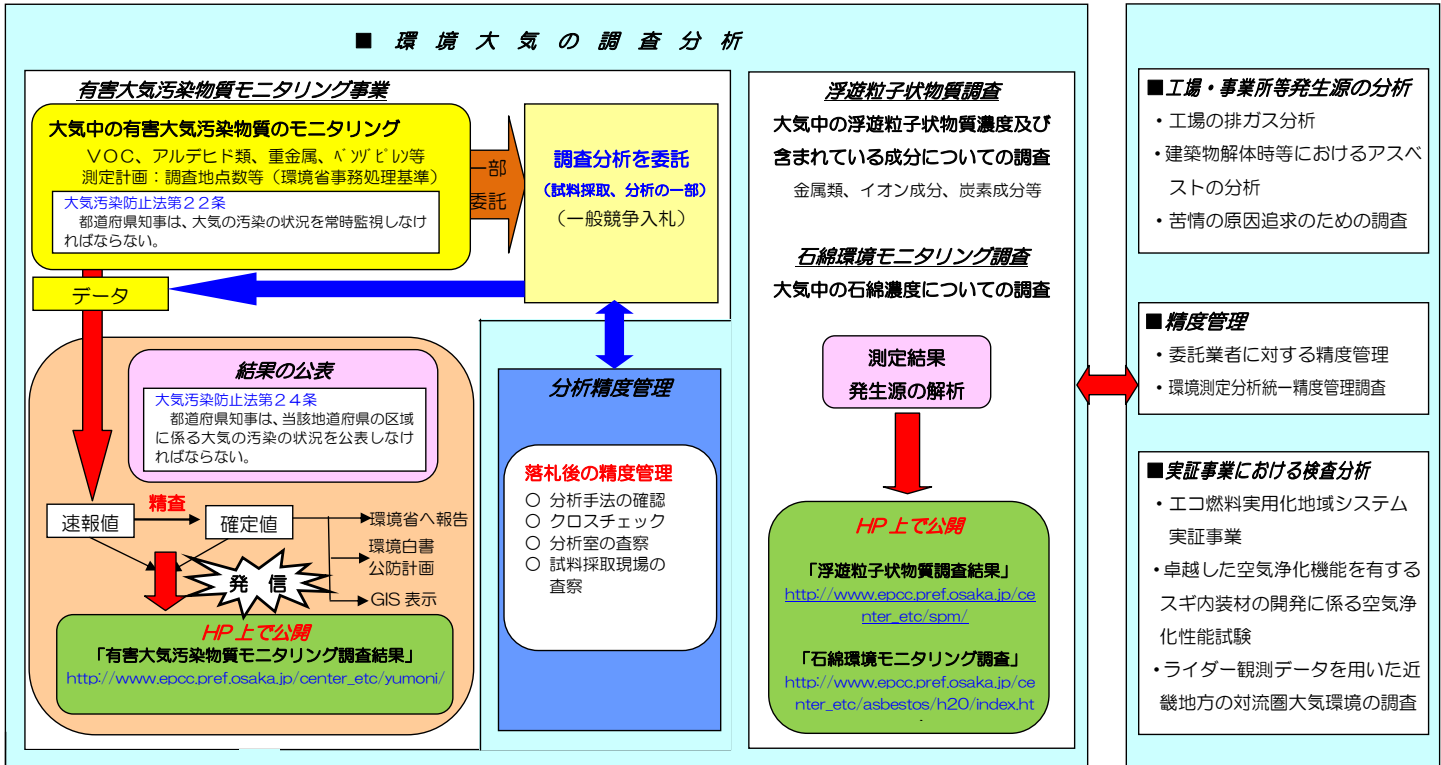 ■ 環 境 大 気 の 調 査 分 析
有害大気汚染物質モニタリング事業
大気中の有害大気汚染物質のモニタリング
ＶＯＣ、アルデヒド類、重金属、ﾍﾞﾝｿﾞﾋﾟﾚﾝ等
測定計画：調査地点数等（環境省事務処理基準）
大気汚染防止法第２２条
都道府県知事は、大気の汚染の状況を常時監視しなけ
ればならない。
一部
委託
調査分析を委託
（試料採取、分析の一部）
（一般競争入札）
データ
結果の公表
大気汚染防止法第２４条
都道府県知事は、当該地道府県の区域
に係る大気の汚染の状況を公表しなけ
ればならない。
速報値
精査
確定値
環境省へ報告
環境白書
公防計画
GIS 表示
発 信
HP 上で公開
「有害大気汚染物質モニタリング調査結果」
http://www.epcc.pref.osaka.jp/center_etc/yumoni/
分析精度管理
落札後の精度管理
○ 分析手法の確認
○ クロスチェック
○ 分析室の査察
○ 試料採取現場の
査察
浮遊粒子状物質調査
大気中の浮遊粒子状物質濃度及び
含まれている成分についての調査
金属類、イオン成分、炭素成分等
石綿環境モニタリング調査
大気中の石綿濃度についての調査
測定結果
発生源の解析
HP 上で公開
「浮遊粒子状物質調査結果」
http://www.epcc.pref.osaka.jp/ce
nter_etc/spm/
「石綿環境モニタリング調査」
http://www.epcc.pref.osaka.jp/ce
nter_etc/asbestos/h20/index.ht
■工場・事業所等発生源の分析
・工場の排ガス分析
・建築物解体時等におけるアスベ
ストの分析
・苦情の原因追求のための調査
■精度管理
・委託業者に対する精度管理
・環境測定分析統一精度管理調査
■実証事業における検査分析
・エコ燃料実用化地域システム
実証事業
・卓越した空気浄化機能を有する
スギ内装材の開発に係る空気浄
化性能試験
・ライダー観測データを用いた近
畿地方の対流圏大気環境の調査